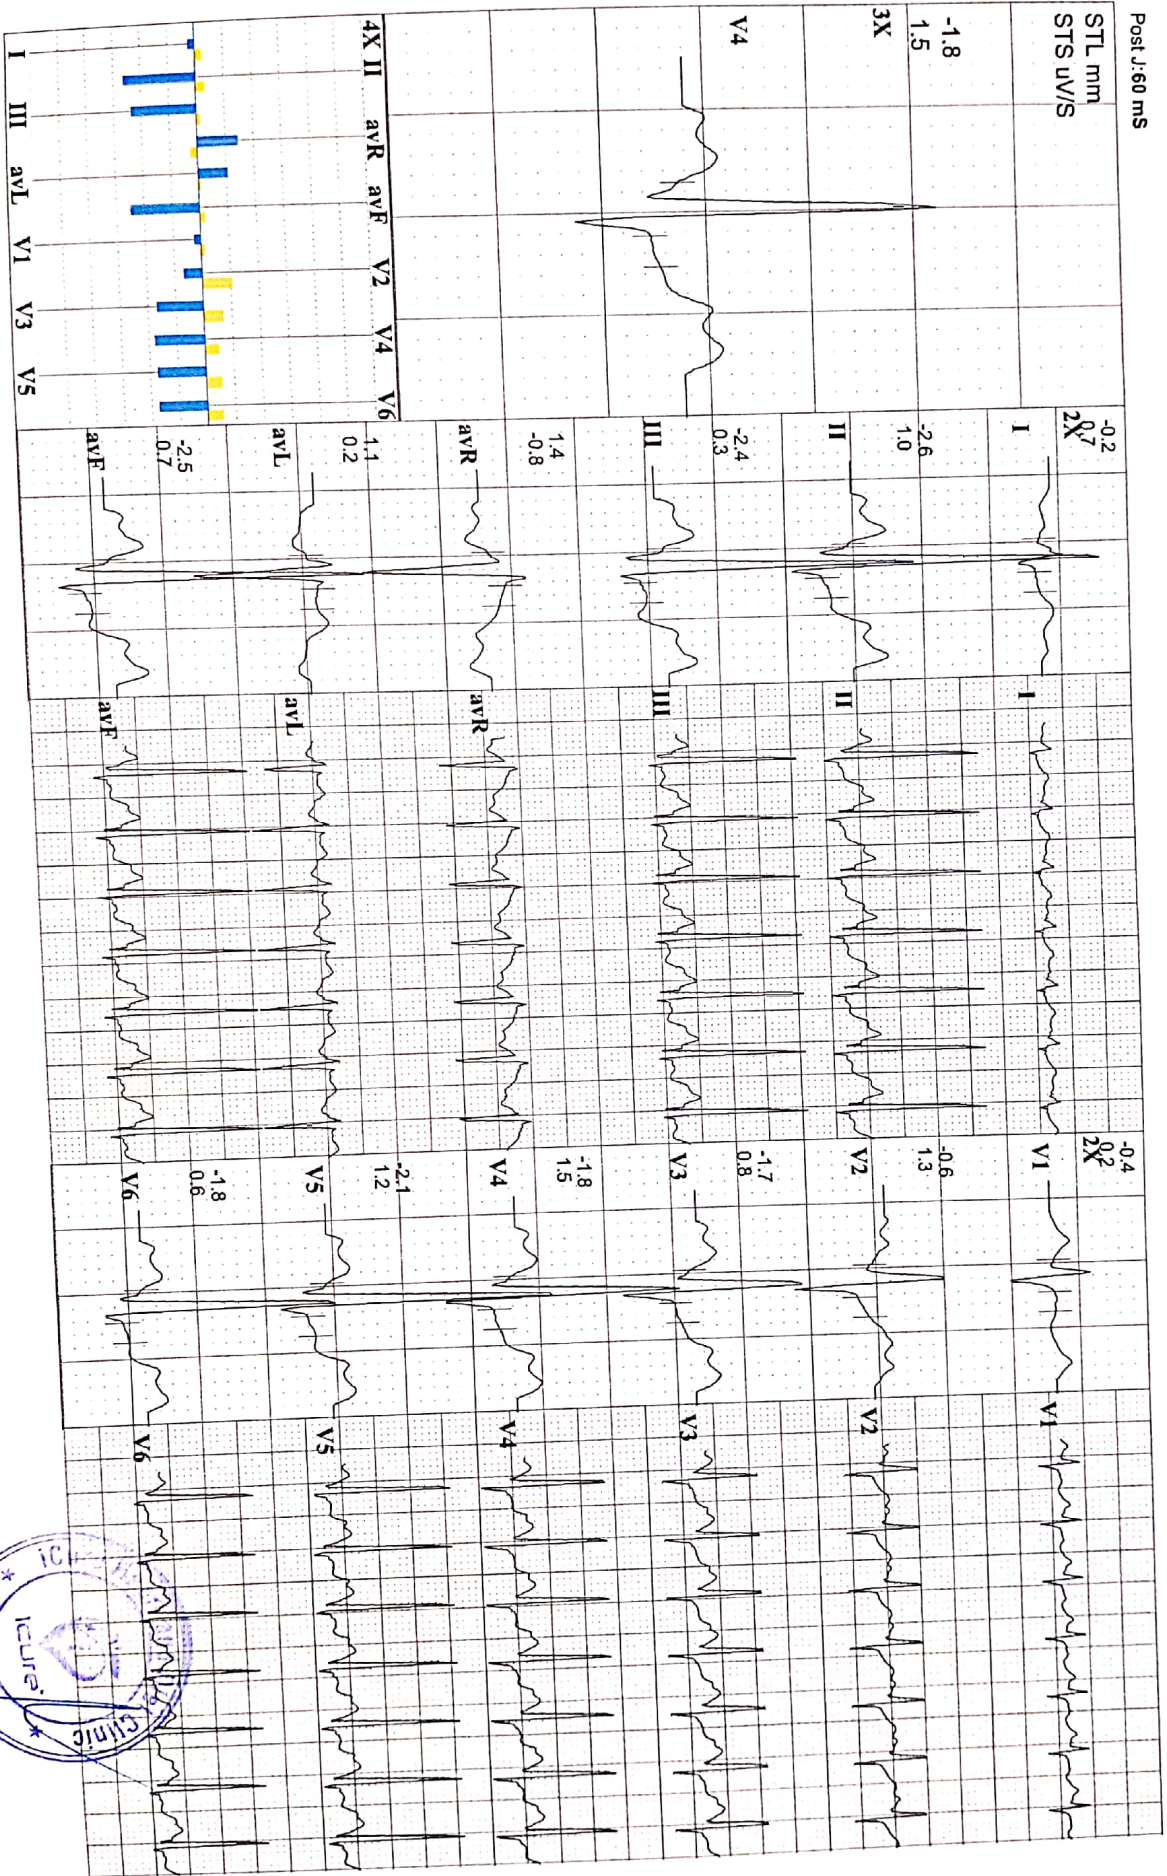 Post J:60 mS
STL mm
STS uV/S
-1.8
1.5
3X
V4
4X II avR avF V2 V4 V6
I III avL V1 V3 V5
-0.2
0.7
2X
I
-2.6
1.0
II
-2.4
0.3
III
1.4
-0.8
avR
1.1
0.2
avL
-2.5
0.7
avF
I
II
III
avR
avL
avF
-0.4
0.2
2X
V1
-0.6
1.3
V2
-1.7
0.8
V3
-1.8
1.5
V4
-2.1
1.2
V5
-1.8
0.6
V6
V1
V2
V3
V4
V5
V6
Clinic
icure